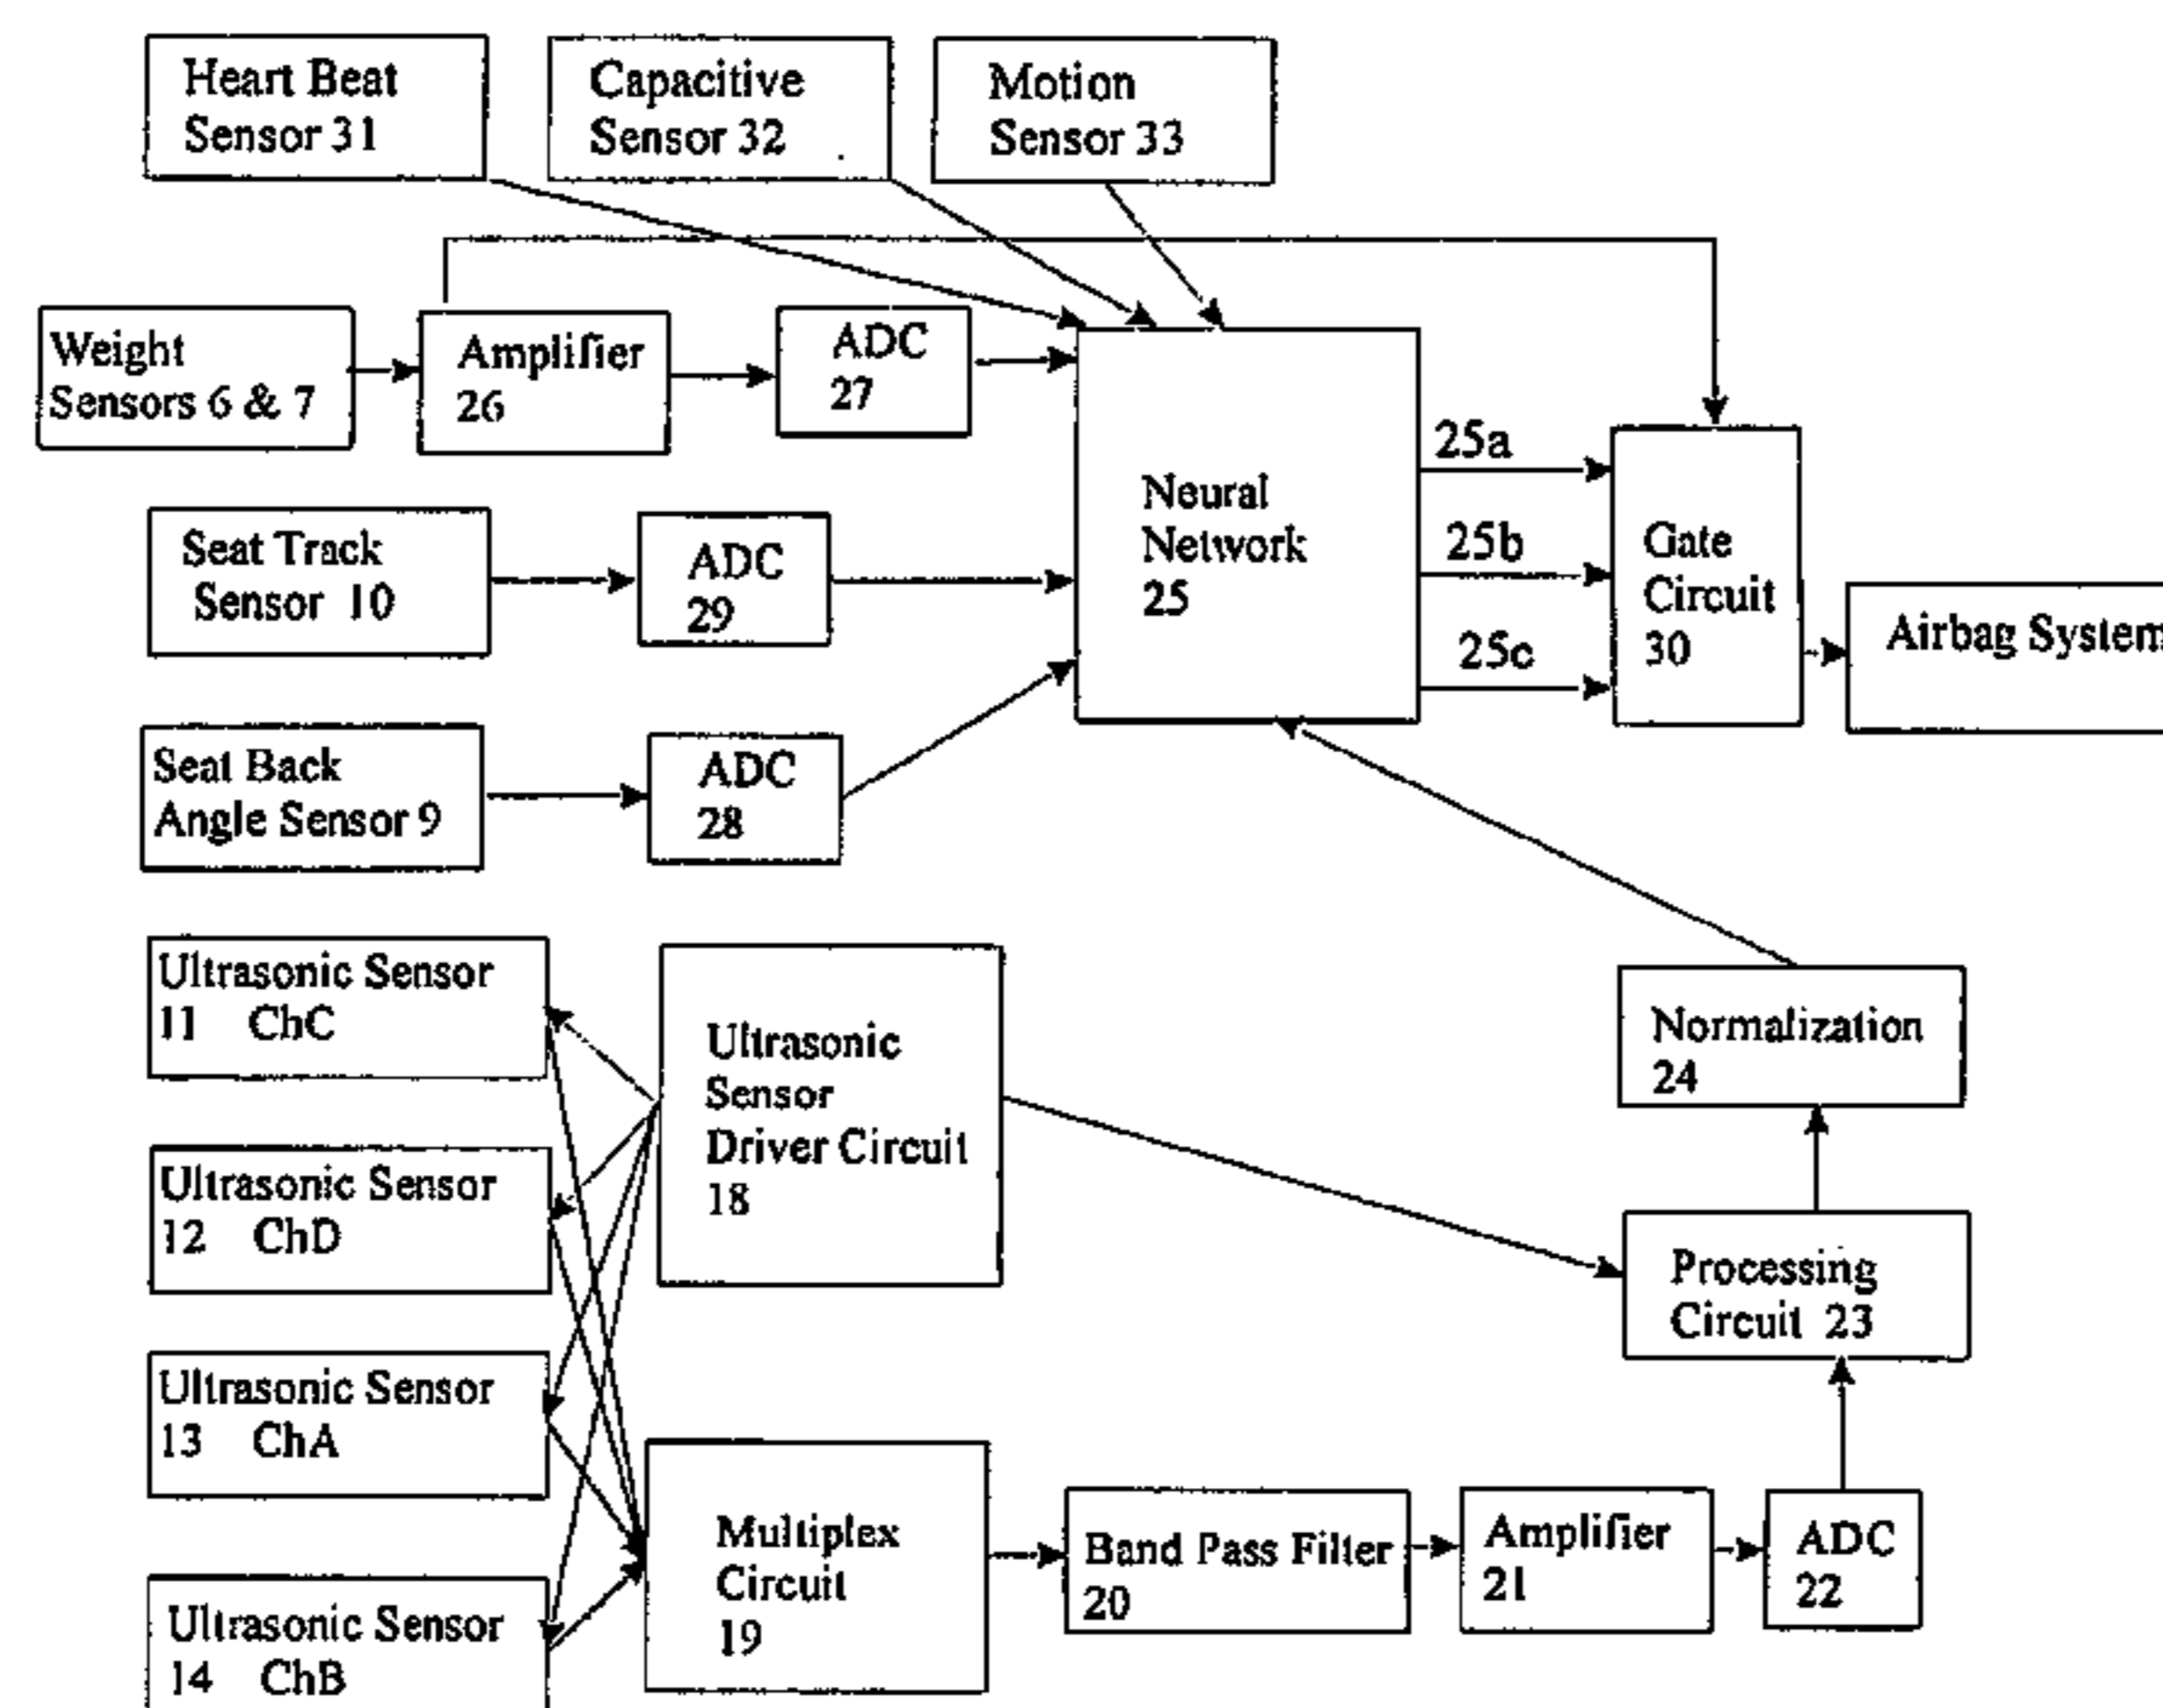 Heart Beat
Sensor 31
Capacitive
Sensor 32
Motion
Sensor 33
Weight
Sensors 6 & 7
Amplifier
26
ADC
27
Seat Track
Sensor 10
ADC
29
Neural
Network
25
25a
25b
25c
Gate
Circuit
30
Airbag System
Seat Back
Angle Sensor 9
ADC
28
Ultrasonic Sensor
11 ChC
Ultrasonic
Sensor
Driver Circuit
18
Normalization
24
Ultrasonic Sensor
12 ChD
Processing
Circuit 23
Ultrasonic Sensor
13 ChA
Multiplex
Circuit
19
Band Pass Filter
20
Amplifier
21
ADC
22
Ultrasonic Sensor
14 ChB